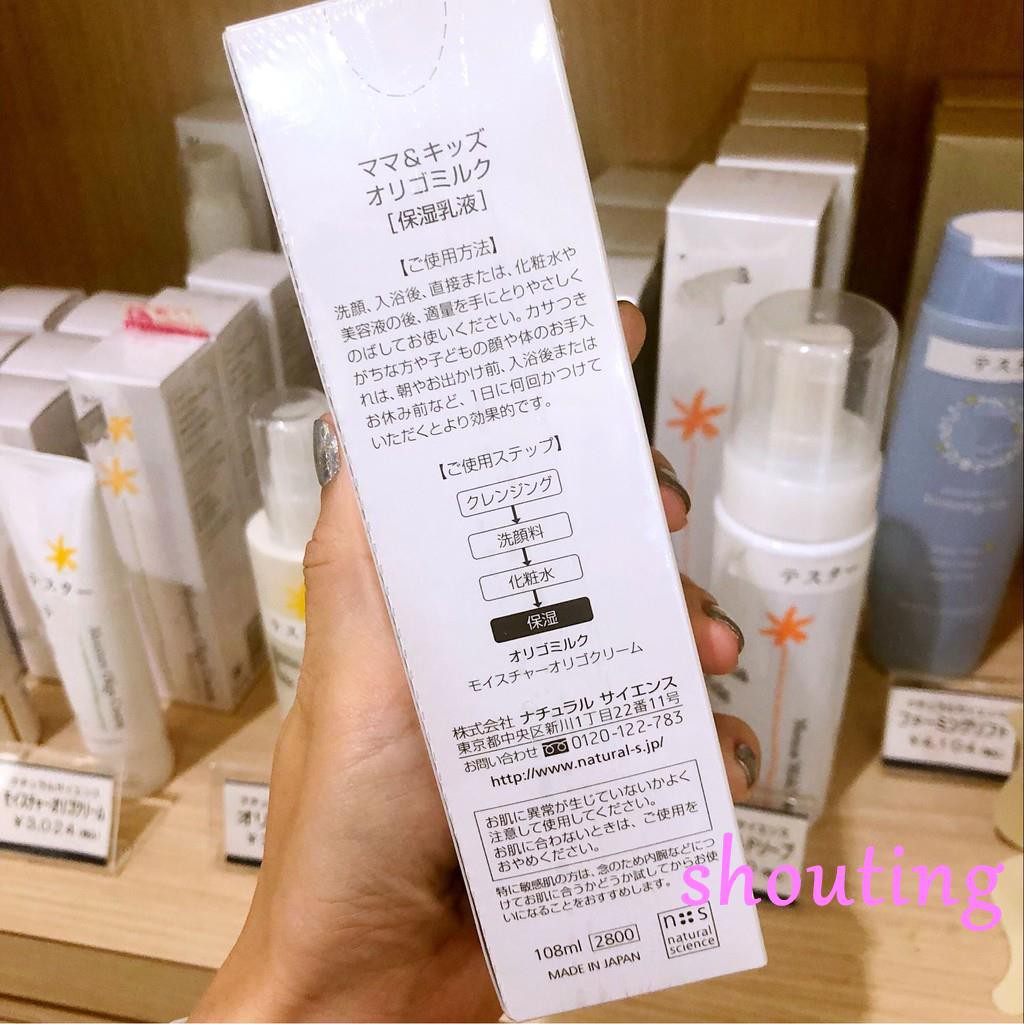 ママ&キッズ
オリゴミルク
[保湿乳液]
【ご使用方法】
洗顔、入浴後、直接または、化粧水や
美容液の後、適量を手にとりやさしく
のばしてお使いください。カサつき
がちな方や子どもの顔や体のお手入
れは、朝やお出かけ前、入浴後または
お休み前など、1日に何回かつけて
いただくとより効果的です。
【ご使用ステップ】
クレンジング
洗顔料
化粧水
保湿
オリゴミルク
モイスチャーオリゴクリーム
株式会社 ナチュラル サイエンス
東京都中央区新川1丁目22番11号
お問い合わせ 0120-122-783
http://www.natural-s.jp/
お肌に異常が生じていないかよく
注意して使用してください。
お肌に合わないときは、ご使用を
おやめください。
特に敏感肌の方は、念のため内腕などにつ
けてお肌に合うかどうか試してからお使
いになることをおすすめします。
108ml 2800
MADE IN JAPAN
n s
natural
science
テスター
テスター
モイスチャーオリゴクリーム
¥3,024
shouting